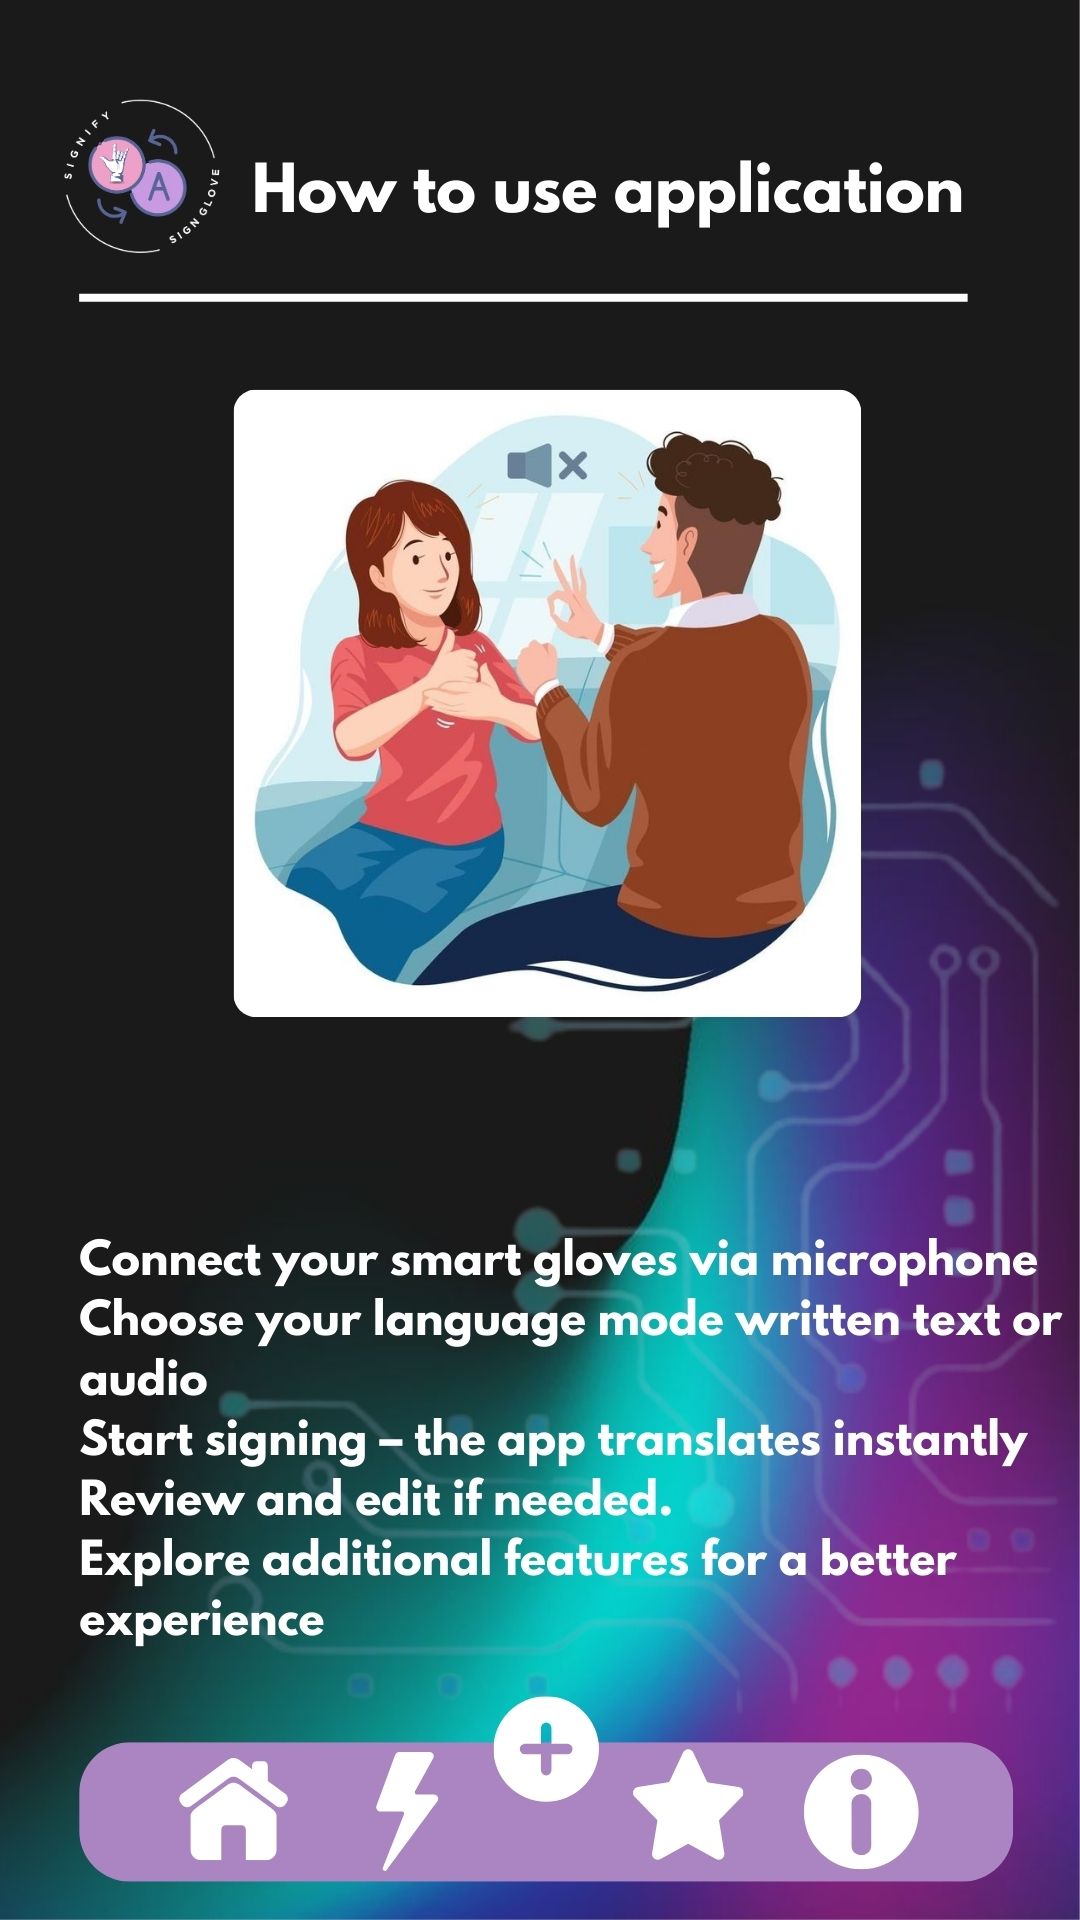 SIGNIFY
A
SIGN GLOVE
How to use application
Connect your smart gloves via microphone
Choose your language mode written text or
audio
Start signing – the app translates instantly
Review and edit if needed.
Explore additional features for a better
experience